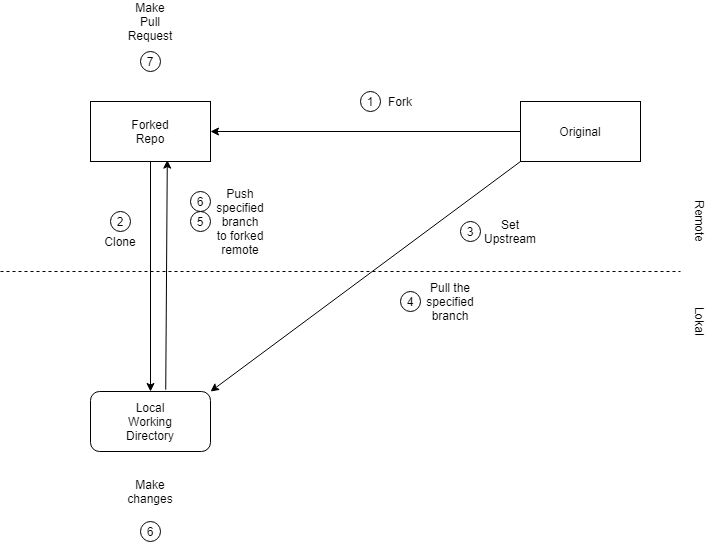 Make
Pull
Request
7
1 Fork
Forked
Repo
Original
2
Clone
6
5
Push
specified
branch
to forked
remote
3
Set
Upstream
Remote
4
Pull the
specified
branch
Lokal
Local
Working
Directory
Make
changes
6